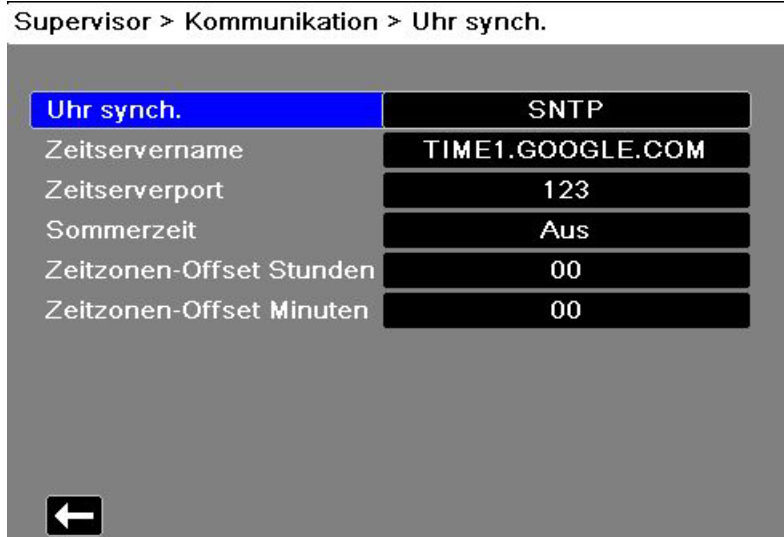 Supervisor > Kommunikation > Uhr synch.
Uhr synch. SNTP
Zeitservername TIME1.GOOGLE.COM
Zeitserverport 123
Sommerzeit Aus
Zeitzonen-Offset Stunden 00
Zeitzonen-Offset Minuten 00